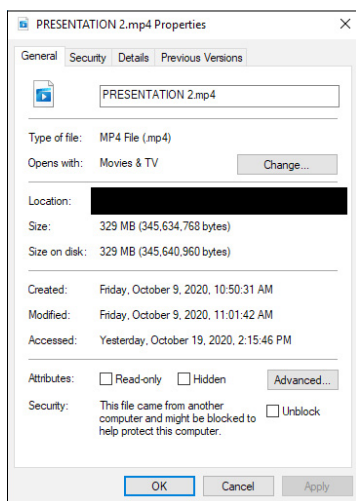 PRESENTATION 2.mp4 Properties
General Security Details Previous Versions
PRESENTATION 2.mp4
Type of file: MP4 File (.mp4)
Opens with: Movies & TV Change...
Location:
Size: 329 MB (345,634,768 bytes)
Size on disk: 329 MB (345,640,960 bytes)
Created: Friday, October 9, 2020, 10:50:31 AM
Modified: Friday, October 9, 2020, 11:01:42 AM
Accessed: Yesterday, October 19, 2020, 2:15:46 PM
Attributes: Read-only Hidden Advanced...
Security: This file came from another Unblock
computer and might be blocked to
help protect this computer.
OK Cancel Apply